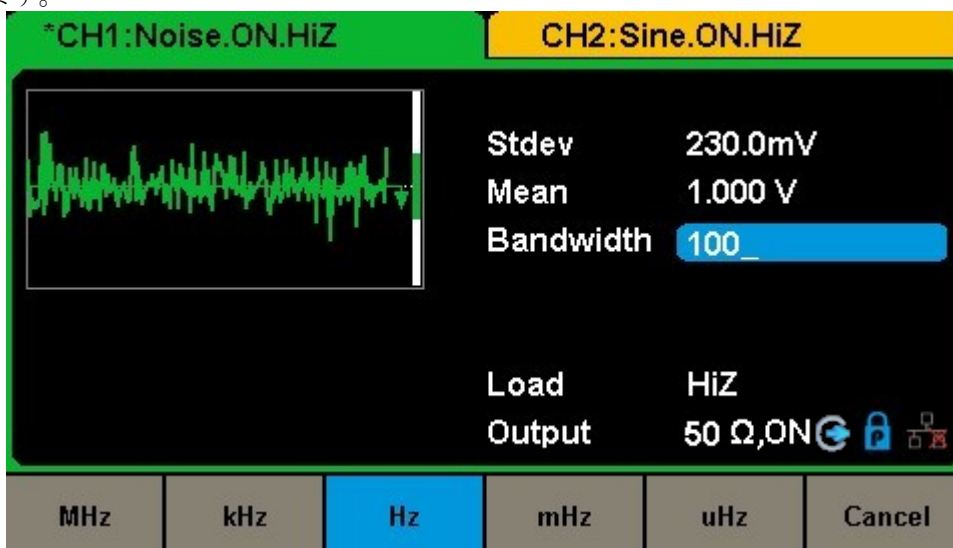 す。
*CH1:Noise.ON.HiZ
CH2:Sine.ON.HiZ
Stdev 230.0mV
Mean 1.000 V
Bandwidth 100_
Load HiZ
Output 50 Ω,ON
P
MHz kHz Hz mHz uHz Cancel